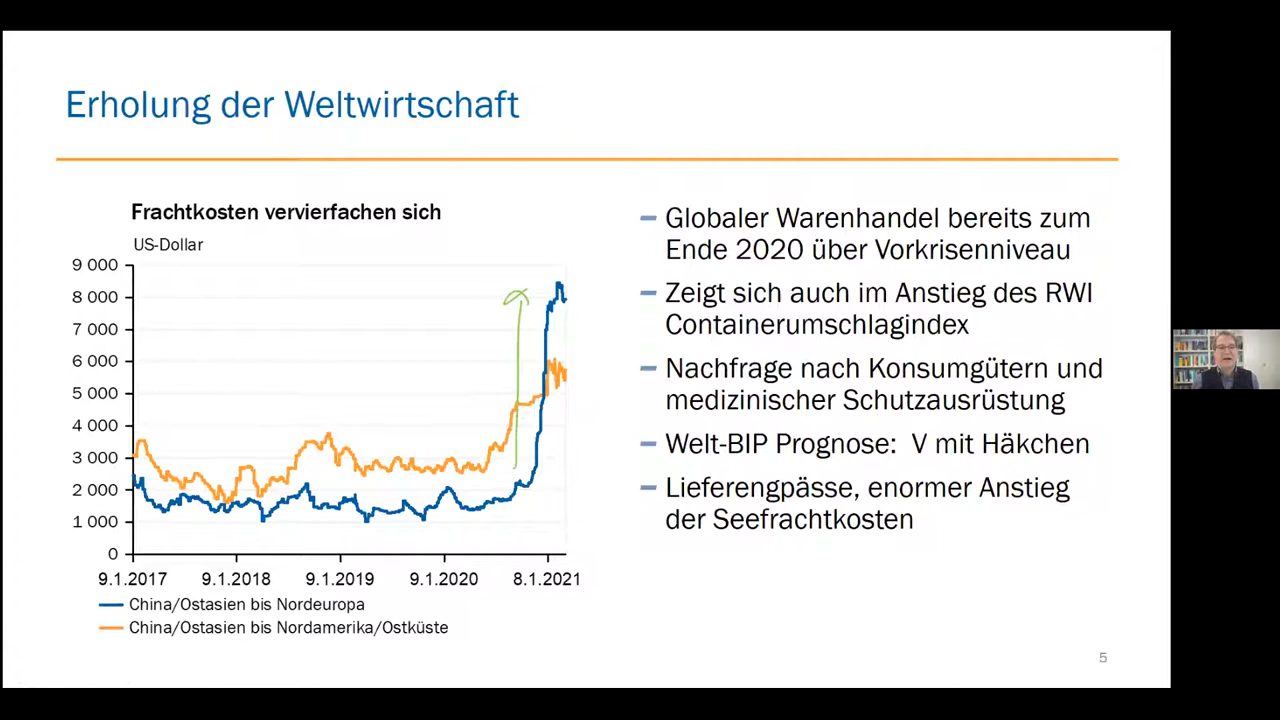 Erholung der Weltwirtschaft
Frachtkosten vervierfachen sich
US-Dollar
9 000
8 000
7 000
6 000
5 000
4 000
3 000
2 000
1 000
0
9.1.2017 9.1.2018 9.1.2019 9.1.2020 8.1.2021
China/Ostasien bis Nordeuropa
China/Ostasien bis Nordamerika/Ostküste
– Globaler Warenhandel bereits zum
Ende 2020 über Vorkrisenniveau
– Zeigt sich auch im Anstieg des RWI
Containerumschlagindex
– Nachfrage nach Konsumgütern und
medizinischer Schutzausrüstung
– Welt-BIP Prognose: V mit Häkchen
– Lieferengpässe, enormer Anstieg
der Seefrachtkosten
5